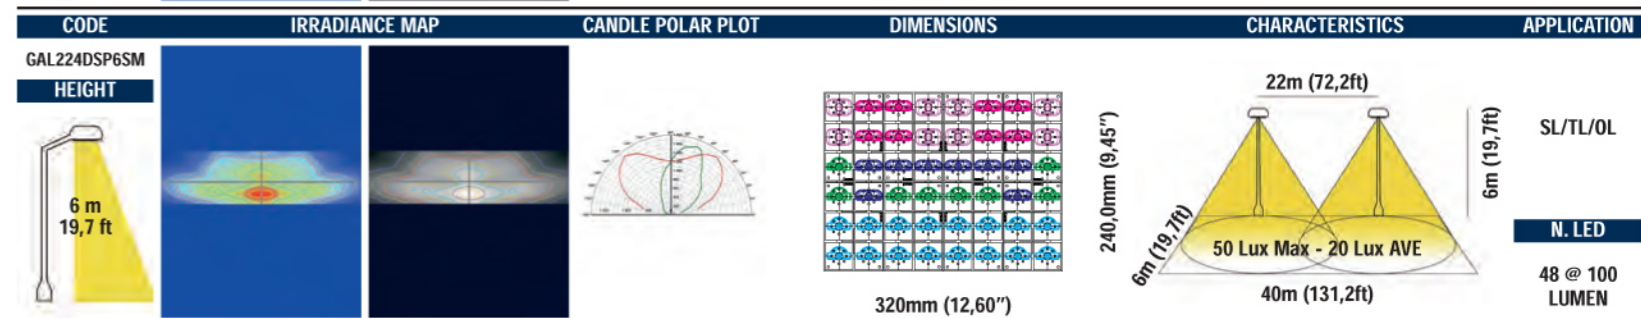 CODE
IRRADIANCE MAP
CANDLE POLAR PLOT
DIMENSIONS
CHARACTERISTICS
APPLICATION
GAL224DSP6SM
HEIGHT
6 m
19,7 ft
240,0mm (9,45")
320mm (12,60")
22m (72,2ft)
6m (19,7ft)
6m (19,7ft)
50 Lux Max - 20 Lux AVE
40m (131,2ft)
SL/TL/OL
N. LED
48 @ 100
LUMEN